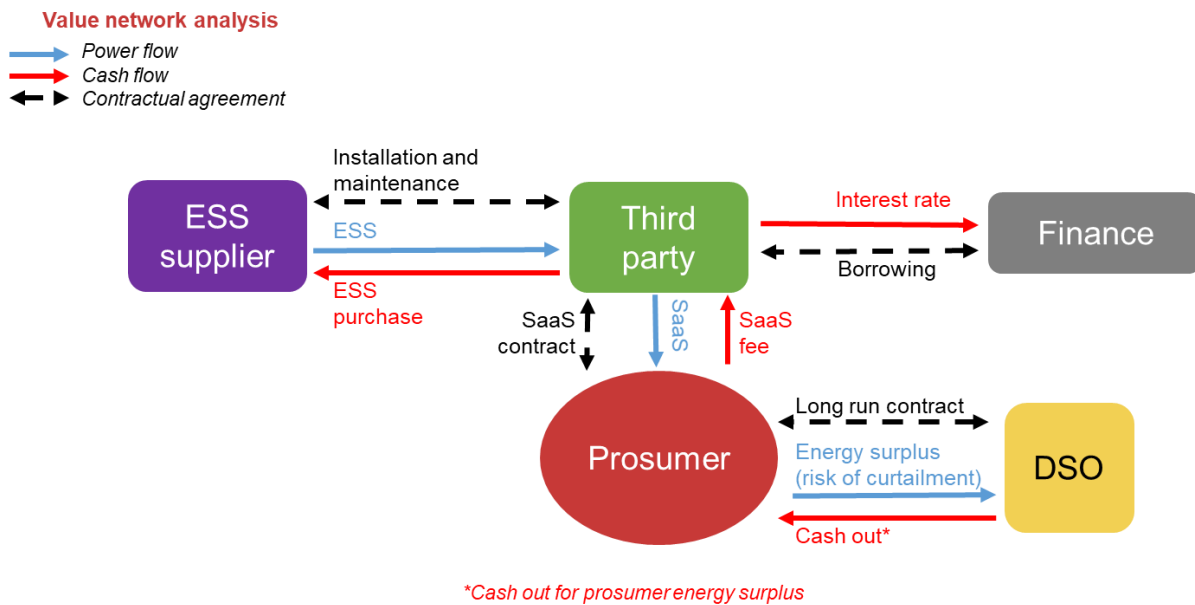 Value network analysis
Power flow
Cash flow
Contractual agreement
Installation and
maintenance
ESS
supplier
ESS
ESS
purchase
Third
party
Interest rate
Borrowing
Finance
SaaS
contract
SaaS
SaaS
fee
Prosumer
Long run contract
Energy surplus
(risk of curtailment)
Cash out*
DSO
*Cash out for prosumer energy surplus